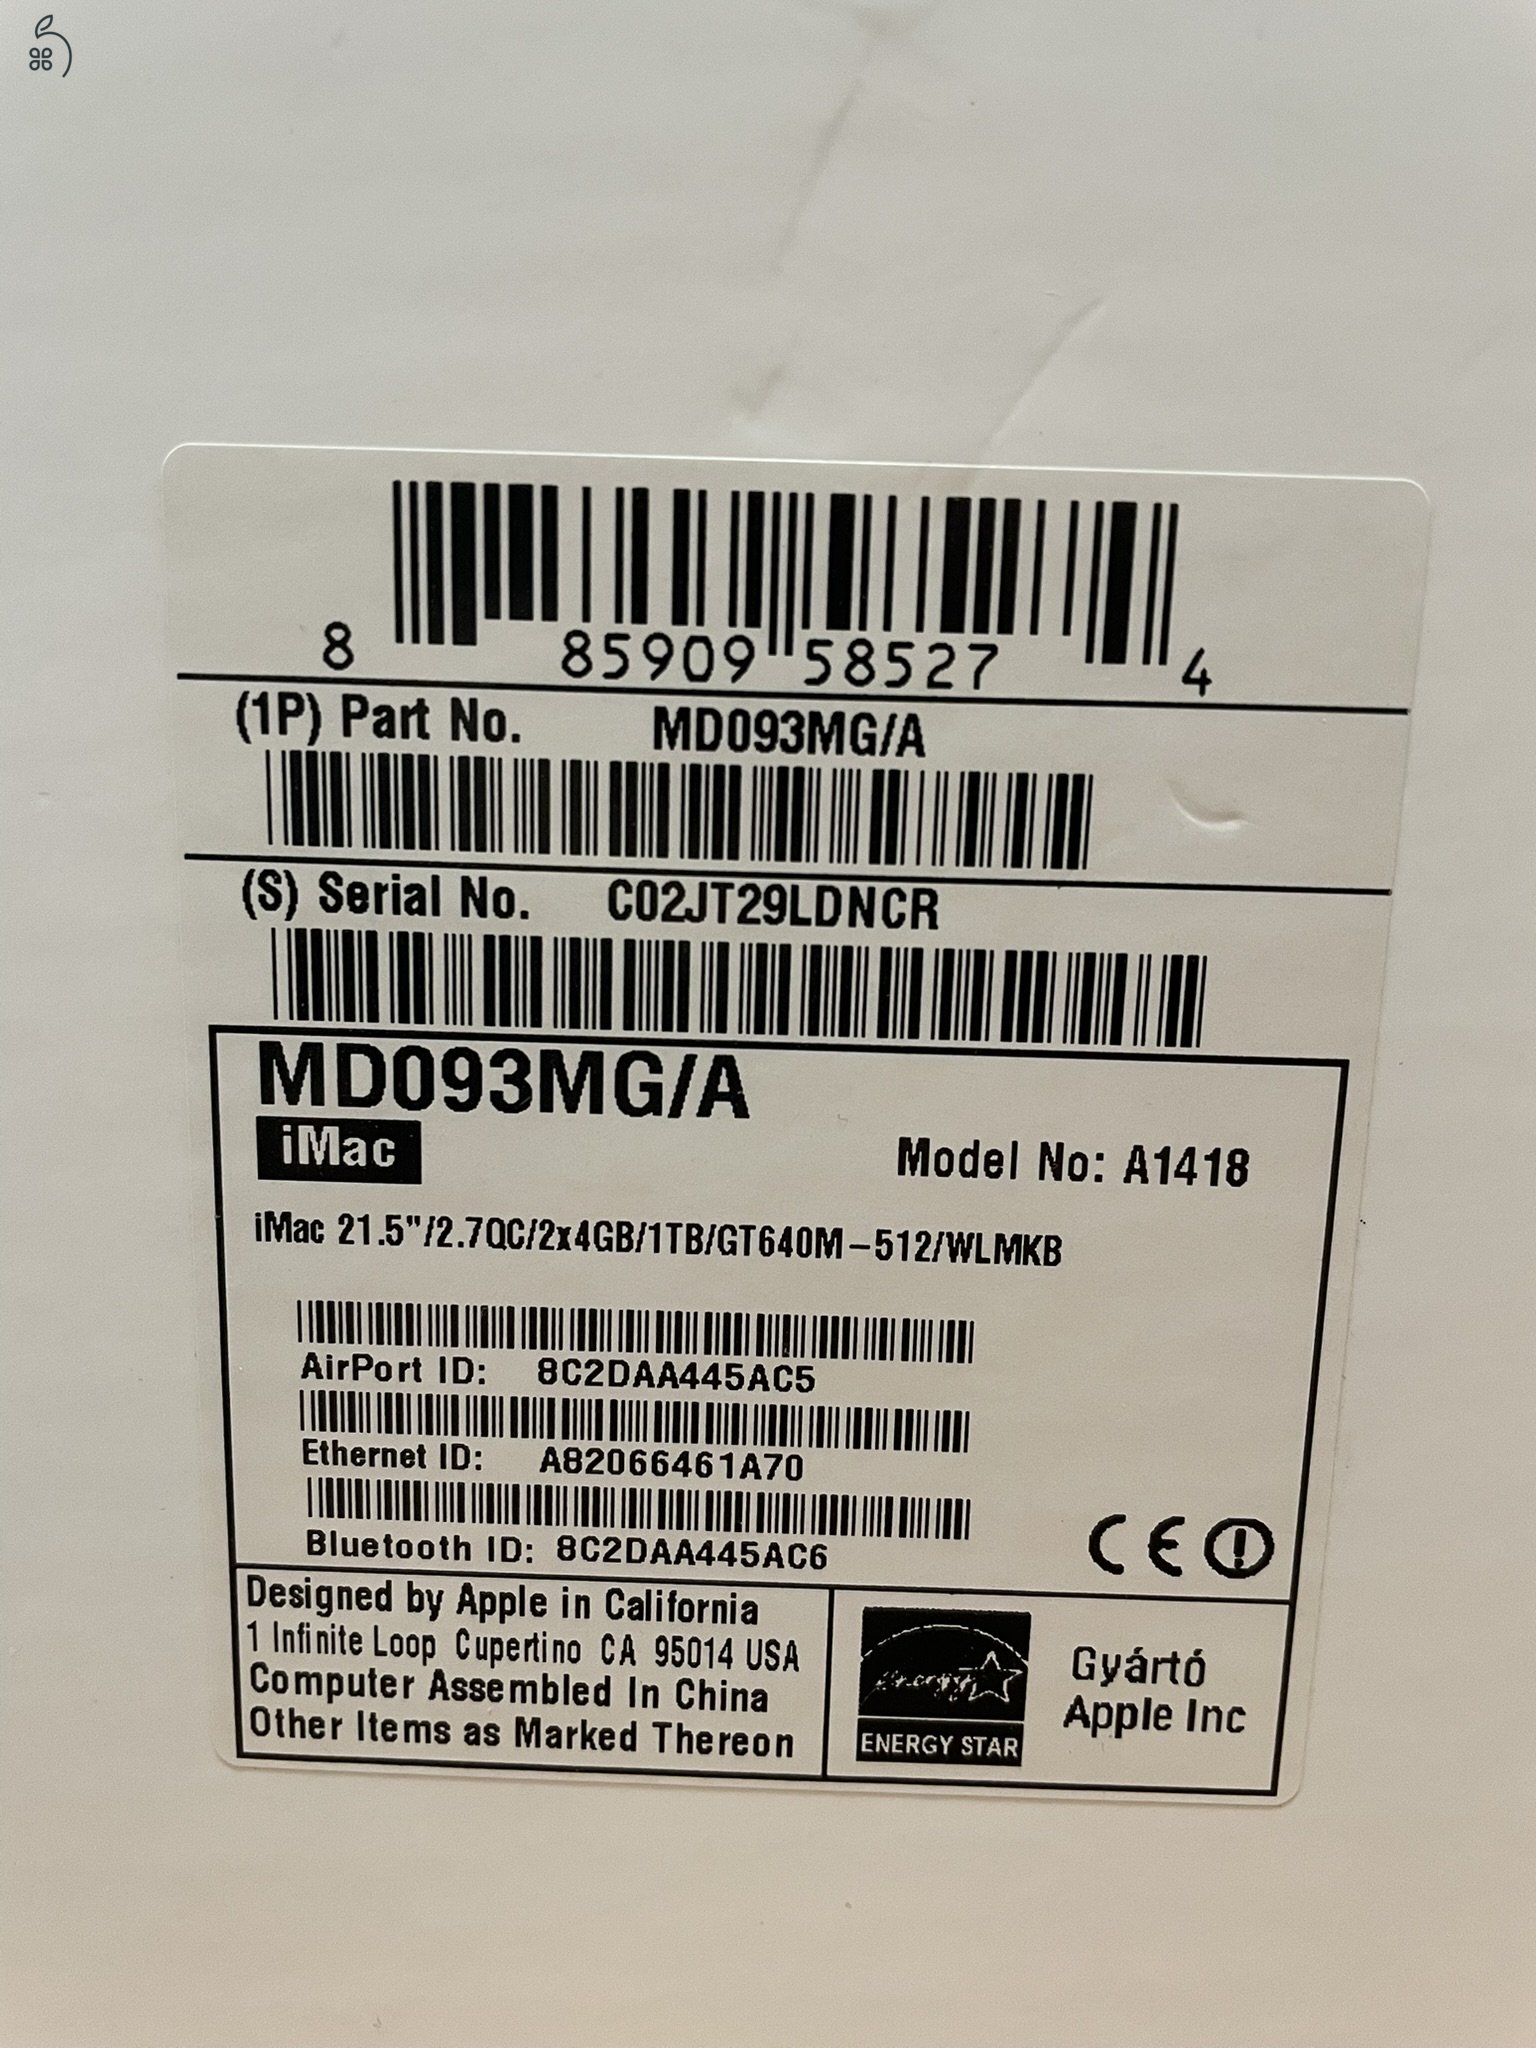 8 85909 58527 4
(1P) Part No. MD093MG/A
(S) Serial No. C02JT29LDNCR
MD093MG/A
iMac
Model No: A1418
iMac 21.5"/2.7QC/2x4GB/1TB/GT640M-512/WLMKB
AirPort ID: 8C2DAA445AC5
Ethernet ID: A82066461A70
Bluetooth ID: 8C2DAA445AC6
CE
Designed by Apple in California
1 Infinite Loop Cupertino CA 95014 USA
Computer Assembled In China
Other Items as Marked Thereon
energy
ENERGY STAR
Gyártó
Apple Inc